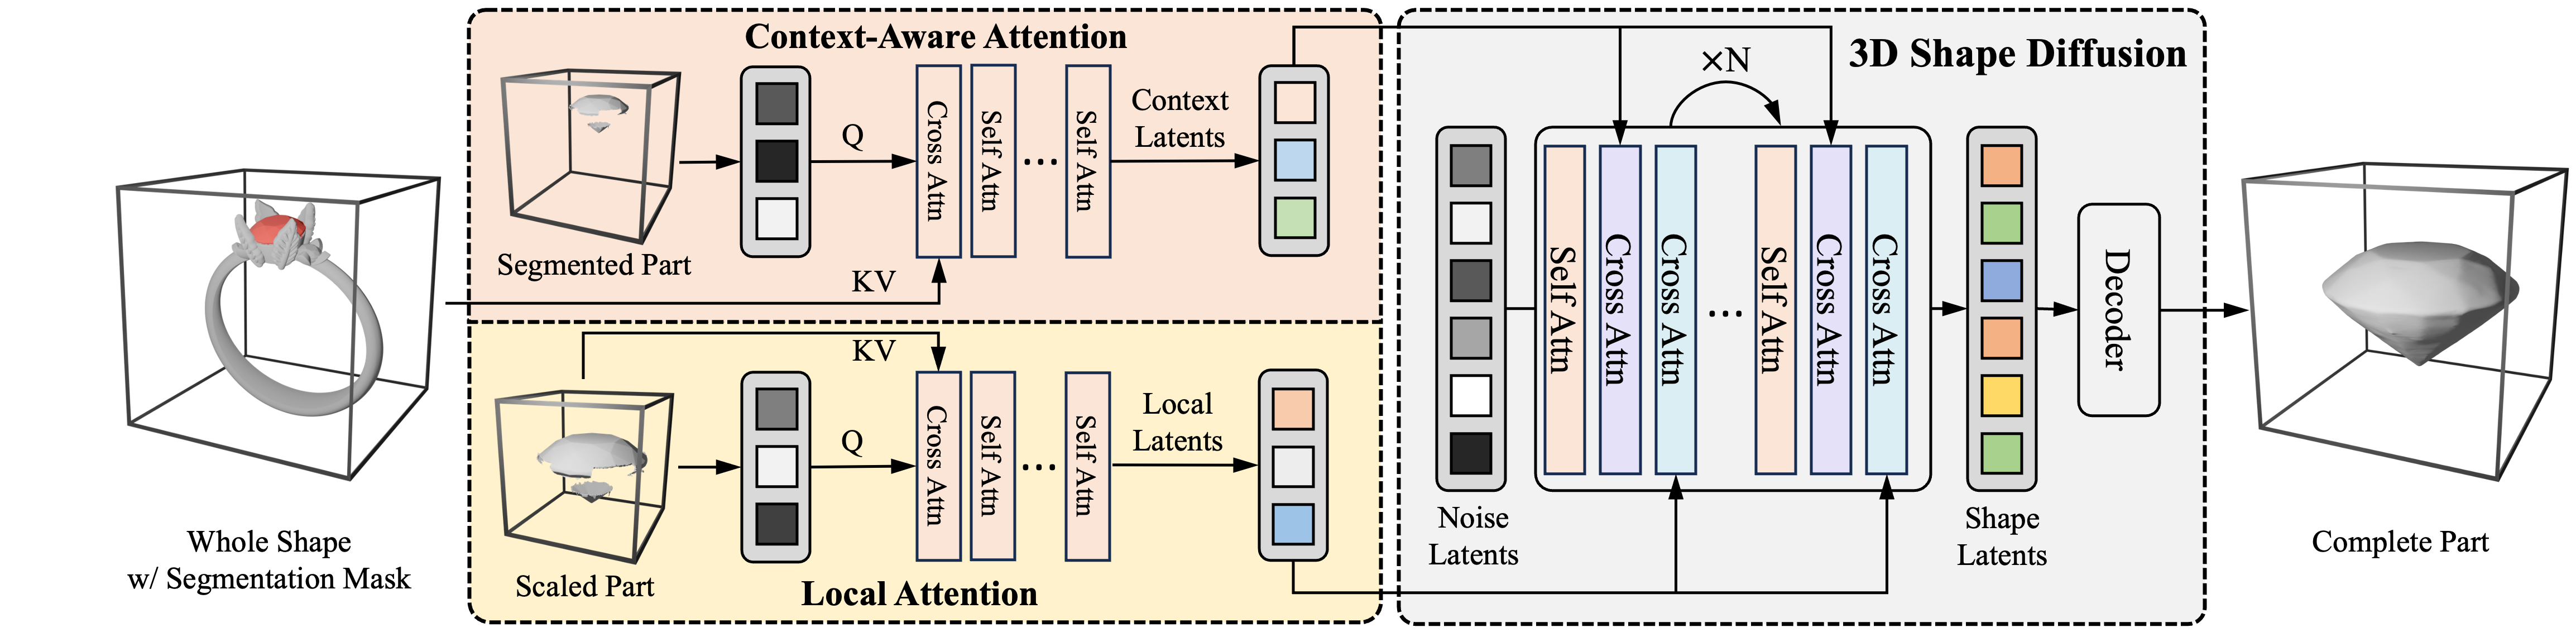 Whole Shape
w/ Segmentation Mask
Context-Aware Attention
Segmented Part
Q
KV
Cross Attn
Self Attn
...
Self Attn
Context
Latents
KV
Scaled Part
Q
Cross Attn
Self Attn
...
Self Attn
Local
Latents
Local Attention
3D Shape Diffusion
×N
Noise
Latents
Self Attn
Cross Attn
Cross Attn
...
Self Attn
Cross Attn
Cross Attn
Shape
Latents
Decoder
Complete Part